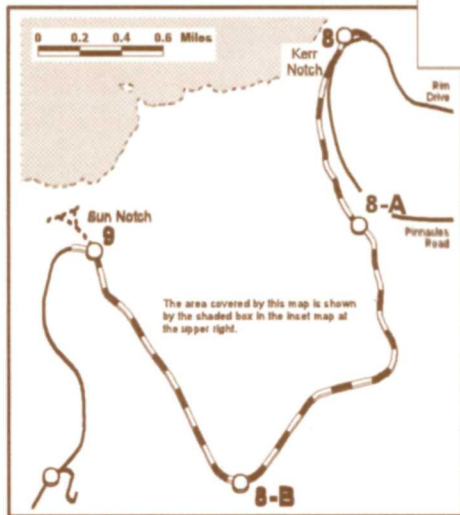 0 0.2 0.4 0.6 Miles
8
Kerr
Notch
Rim
Drive
8-A
Pinnacles
Road
Sun Notch
9
The area covered by this map is shown
by the shaded box in the inset map at
the upper right.
8-B